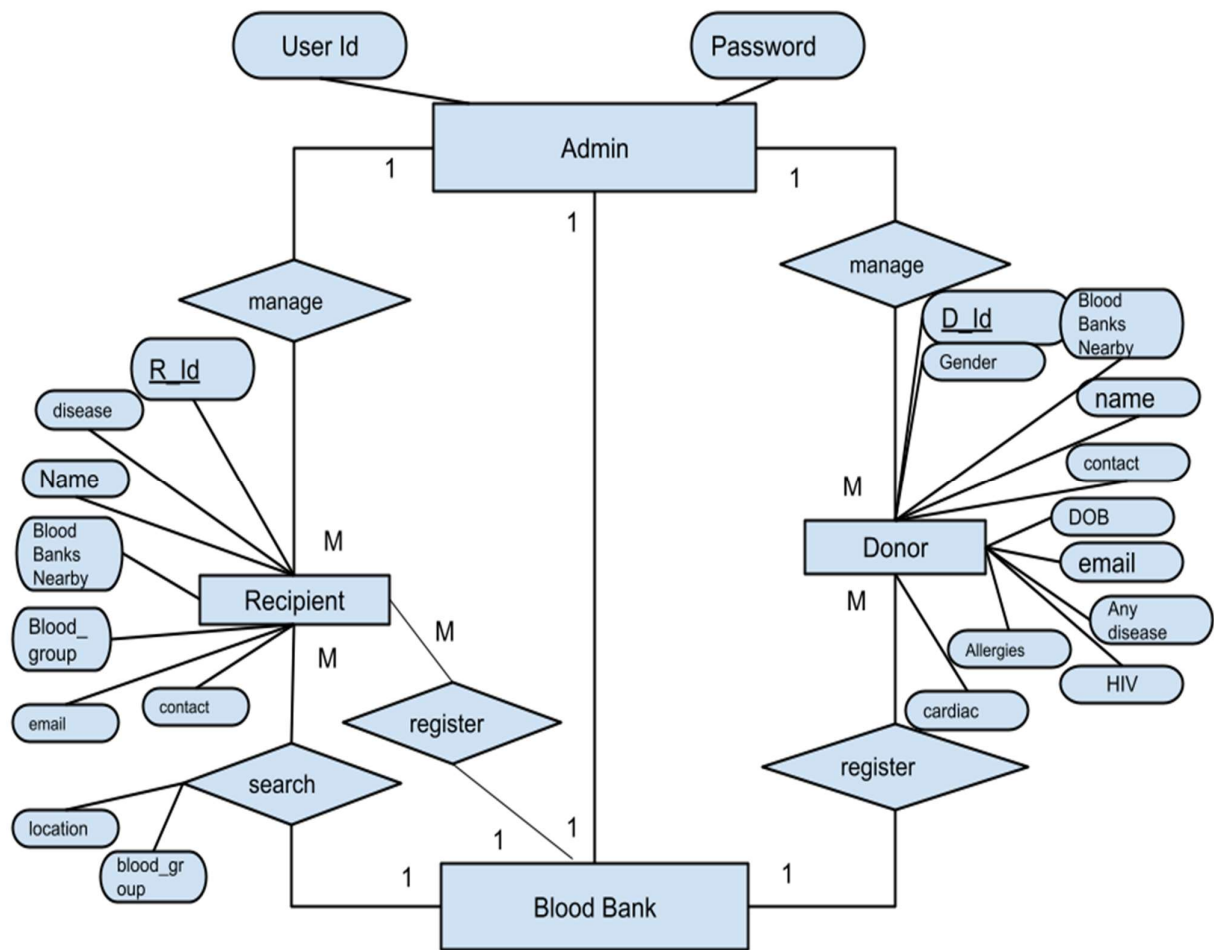 User Id
Password
Admin
1
1
1
manage
manage
R_Id
D_Id
Blood
Banks
Nearby
Gender
disease
name
Name
contact
M
M
Blood
Banks
Nearby
DOB
Donor
email
Recipient
M
Any
disease
Blood_
group
M
M
Allergies
HIV
email
contact
cardiac
register
register
search
location
blood_gr
oup
1
1
1
1
Blood Bank